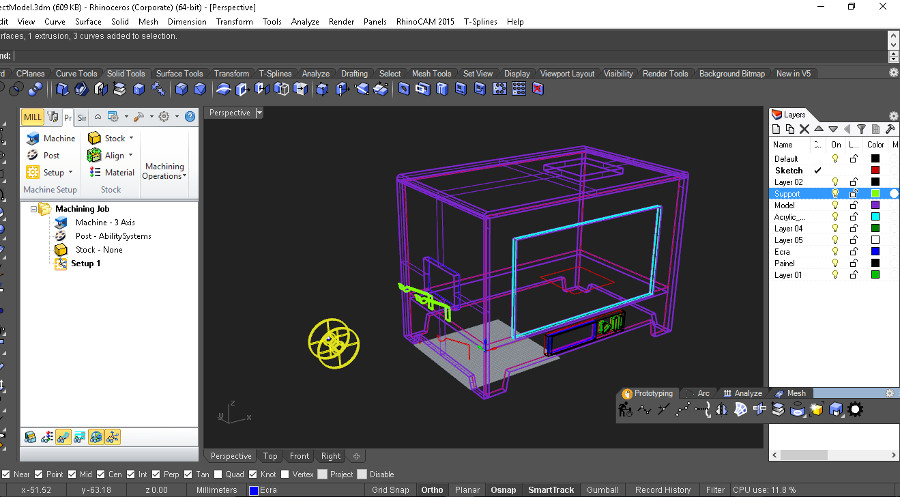 ectModel.3dm (609 KB) - Rhinoceros (Corporate) (64-bit) - [Perspective]
dit View Curve Surface Solid Mesh Dimension Transform Tools Analyze Render Panels RhinoCAM 2015 T-Splines Help
urfaces, 1 extrusion, 3 curves added to selection.
nd:
rd CPlanes Curve Tools Solid Tools Surface Tools Transform T-Splines Analyze Drafting Select Mesh Tools Set View Display Viewport Layout Visibility Render Tools Background Bitmap New in V5
MILL Pr Sir
Machine
Post
Setup
Machine Setup
Stock
Align
Material
Stock
Machining
Operations
Machining Job
Machine - 3 Axis
Post - AbilitySystems
Stock - None
Setup 1
Perspective
z
y
x
Layers
Name On L... Color M
Default
Sketch
Layer 02
Support
Model
Acrylic_...
Layer 04
Layer 05
Ecra
Painel
Layer 01
Prototyping Arc Analyze Mesh
Perspective Top Front Right
Near Point Mid Cen Int Perp Tan Quad Knot Vertex Project Disable
x -51.52 y -63.18 z 0.00 Millimeters Ecra Grid Snap Ortho Planar Osnap SmartTrack Gumball Record History Filter CPU use: 11.8 %